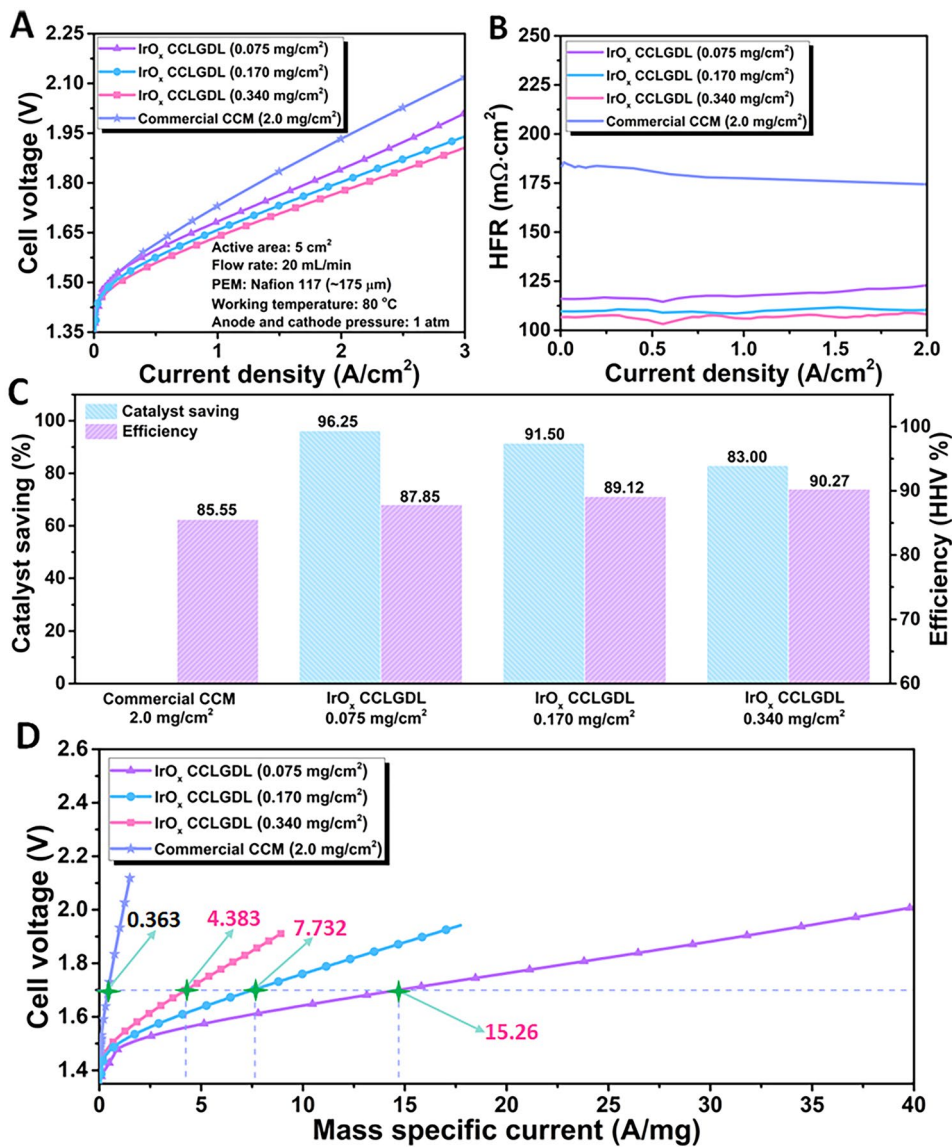 A
2.25
2.10
1.95
1.80
1.65
1.50
1.35
Cell voltage (V)
IrOₓ CCLGDL (0.075 mg/cm²)
IrOₓ CCLGDL (0.170 mg/cm²)
IrOₓ CCLGDL (0.340 mg/cm²)
Commercial CCM (2.0 mg/cm²)
Active area: 5 cm²
Flow rate: 20 mL/min
PEM: Nafion 117 (~175 μm)
Working temperature: 80 °C
Anode and cathode pressure: 1 atm
0 1 2 3
Current density (A/cm²)
B
250
225
200
175
150
125
100
HFR (mΩ·cm²)
IrOₓ CCLGDL (0.075 mg/cm²)
IrOₓ CCLGDL (0.170 mg/cm²)
IrOₓ CCLGDL (0.340 mg/cm²)
Commercial CCM (2.0 mg/cm²)
0.0 0.5 1.0 1.5 2.0
Current density (A/cm²)
C
100
80
60
40
20
0
Catalyst saving (%)
Catalyst saving
Efficiency
85.55
96.25
87.85
91.50
89.12
83.00
90.27
100
90
80
70
60
Efficiency (HHV %)
Commercial CCM
2.0 mg/cm²
IrOₓ CCLGDL
0.075 mg/cm²
IrOₓ CCLGDL
0.170 mg/cm²
IrOₓ CCLGDL
0.340 mg/cm²
D
2.6
2.4
2.2
2.0
1.8
1.6
1.4
Cell voltage (V)
IrOₓ CCLGDL (0.075 mg/cm²)
IrOₓ CCLGDL (0.170 mg/cm²)
IrOₓ CCLGDL (0.340 mg/cm²)
Commercial CCM (2.0 mg/cm²)
0.363
4.383
7.732
15.26
0 5 10 15 20 25 30 35 40
Mass specific current (A/mg)